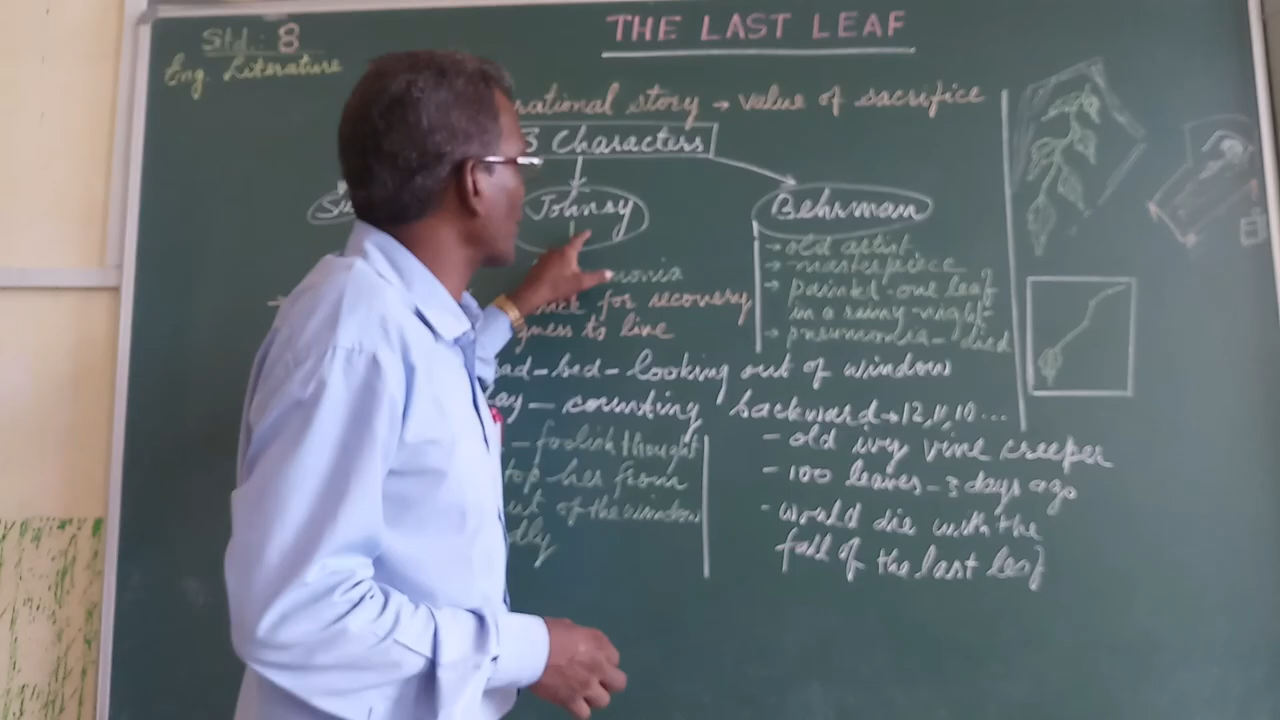 THE LAST LEAF
Std.: 8
Eng. Literature
rational story → value of sacrifice
3 Characters
Su
Johnsy
Behrman
→ old artist
→ masterpiece
→ painted one leaf
in a rainy night
→ pneumonia - died
monia
for recovery
gness to live
- bed - looking out of window
ay - counting backward → 12, 11, 10 ...
- foolish thought
top her from
ut of the window
dly
- old ivy vine creeper
- 100 leaves - 3 days ago
- would die with the
fall of the last leaf